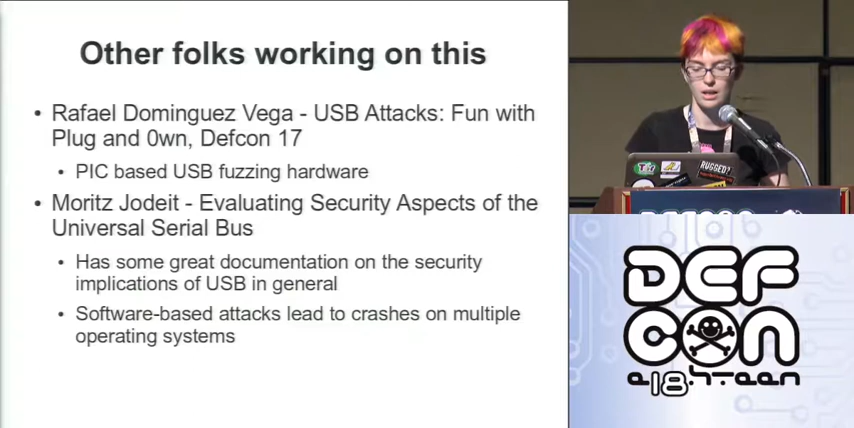 Other folks working on this
• Rafael Dominguez Vega - USB Attacks: Fun with
Plug and 0wn, Defcon 17
• PIC based USB fuzzing hardware
• Moritz Jodeit - Evaluating Security Aspects of the
Universal Serial Bus
• Has some great documentation on the security
implications of USB in general
• Software-based attacks lead to crashes on multiple
operating systems
RUGGED?
DEF
CON
e18hteen